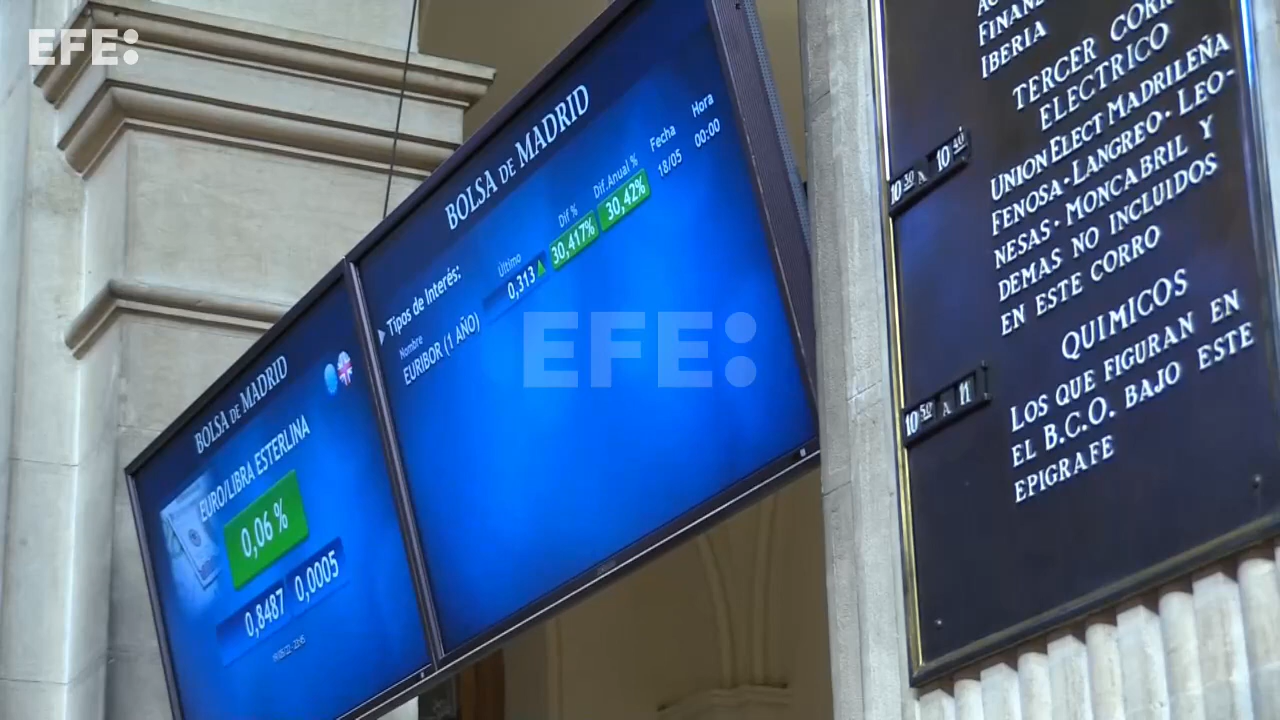 EFE:
BOLSA DE MADRID
EURO/LIBRA ESTERLINA
0,06 %
0,8487 0,0005
BOLSA DE MADRID
Tipos de Interés:
Nombre Último Dif % Dif.Anual % Fecha Hora
EURIBOR (1 AÑO) 0,313 30,417% 30,42% 18/05 00:00
EFE:
FINAN
IBERIA
TERCER CORR
ELECTRICO
10 30 A 10 40
UNION ELECT MADRILEÑA
FENOSA-LANGREO-LEO-
NESAS-MONCABRIL Y
DEMAS NO INCLUIDOS
EN ESTE CORRO
QUIMICOS
10 50 A 11
LOS QUE FIGURAN EN
EL B.C.O. BAJO ESTE
EPIGRAFE